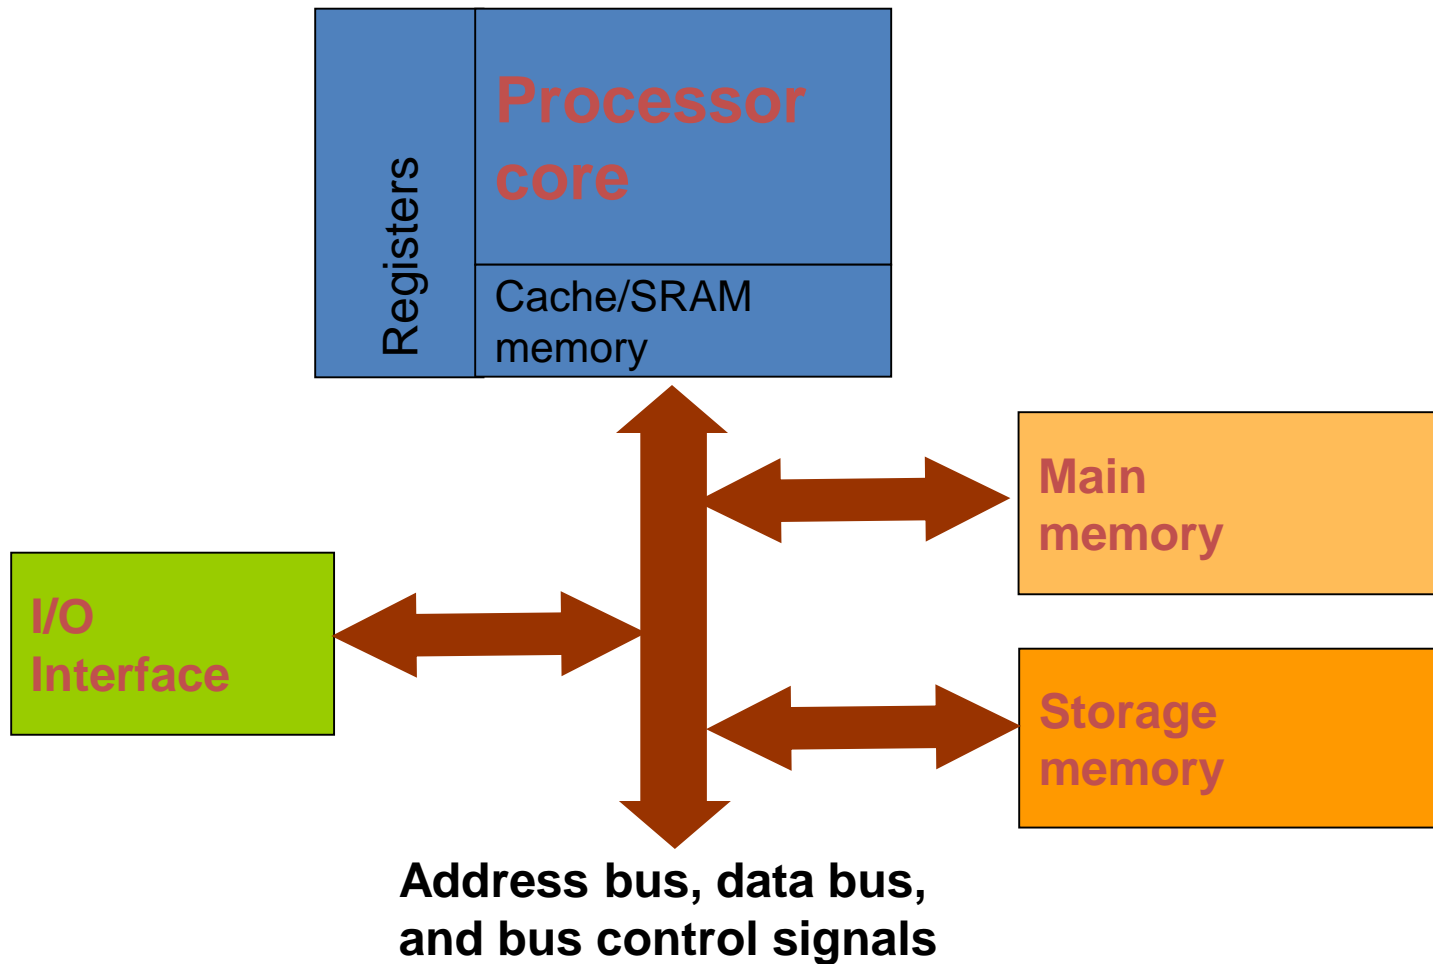 Processor
core
Registers
Cache/SRAM
memory
Main
memory
I/O
Interface
Storage
memory
Address bus, data bus,
and bus control signals